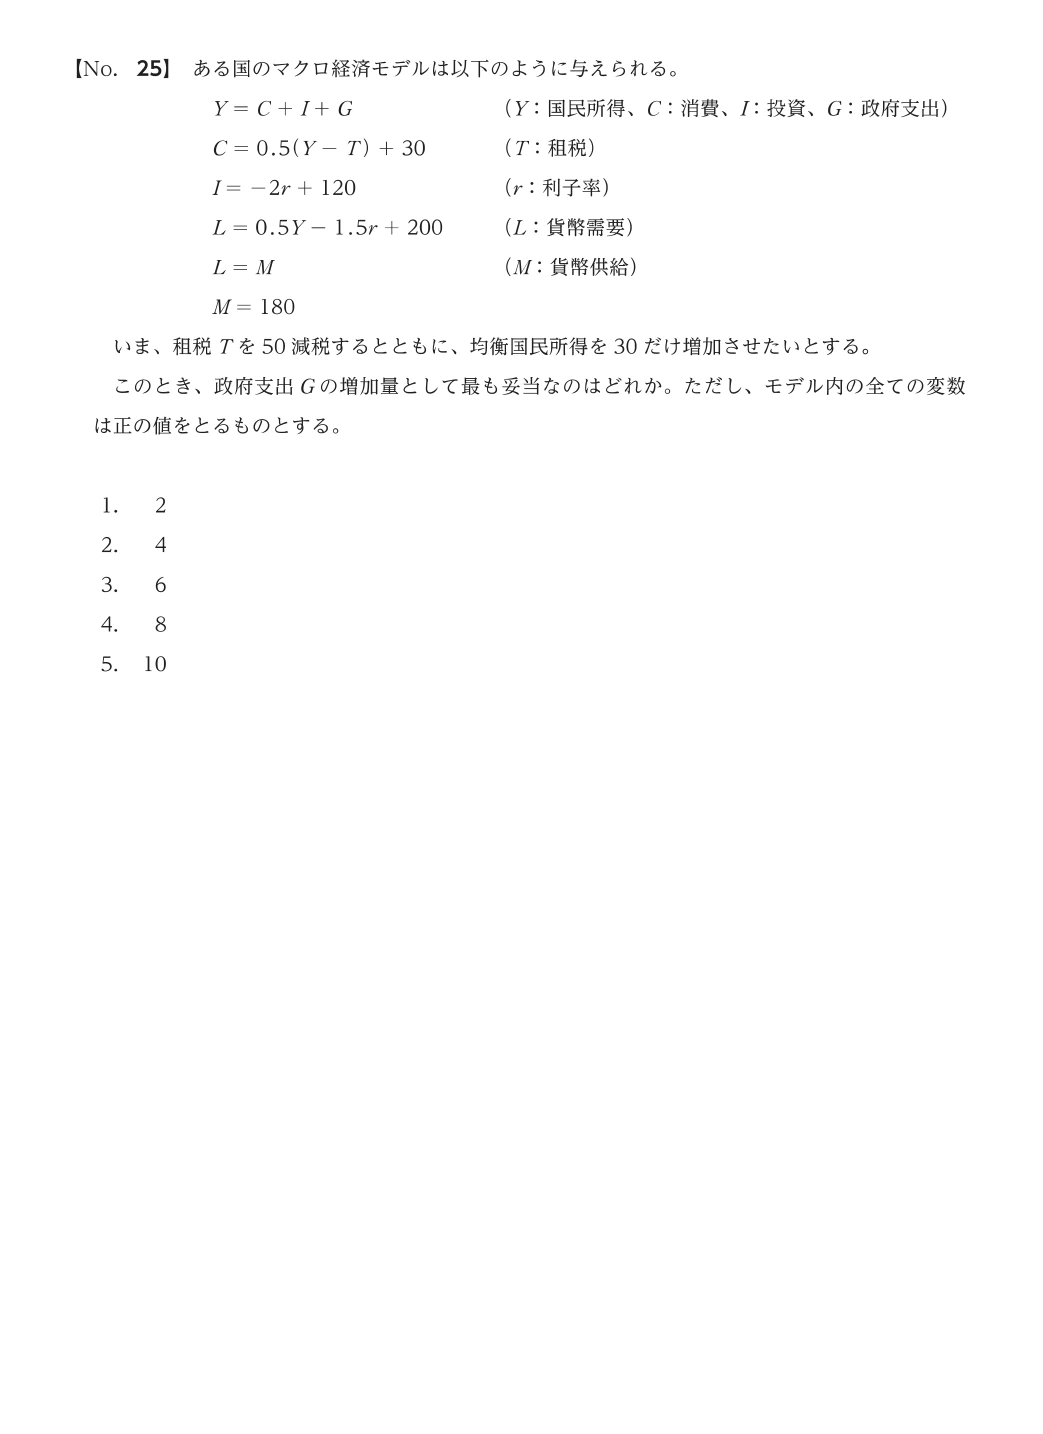 【No. 25】 ある国のマクロ経済モデルは以下のように与えられる。
Y = C + I + G （Y：国民所得、C：消費、I：投資、G：政府支出）
C = 0.5(Y − T) + 30 （T：租税）
I = −2r + 120 （r：利子率）
L = 0.5Y − 1.5r + 200 （L：貨幣需要）
L = M （M：貨幣供給）
M = 180
いま、租税 T を 50 減税するとともに、均衡国民所得を 30 だけ増加させたいとする。
このとき、政府支出 G の増加量として最も妥当なのはどれか。ただし、モデル内の全ての変数
は正の値をとるものとする。
1. 2
2. 4
3. 6
4. 8
5. 10